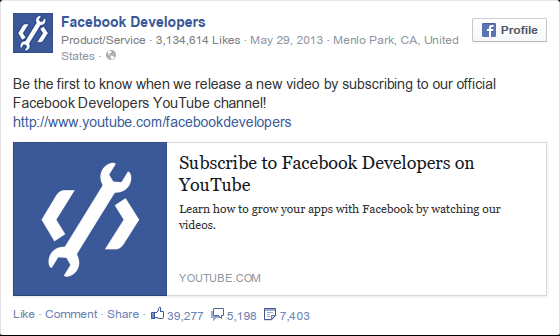 Facebook Developers
Product/Service · 3,134,614 Likes · May 29, 2013 · Menlo Park, CA, United
States ·
Profile
Be the first to know when we release a new video by subscribing to our official
Facebook Developers YouTube channel!
http://www.youtube.com/facebookdevelopers
Subscribe to Facebook Developers on
YouTube
Learn how to grow your apps with Facebook by watching our
videos.
YOUTUBE.COM
Like · Comment · Share · 39,277 5,198 7,403